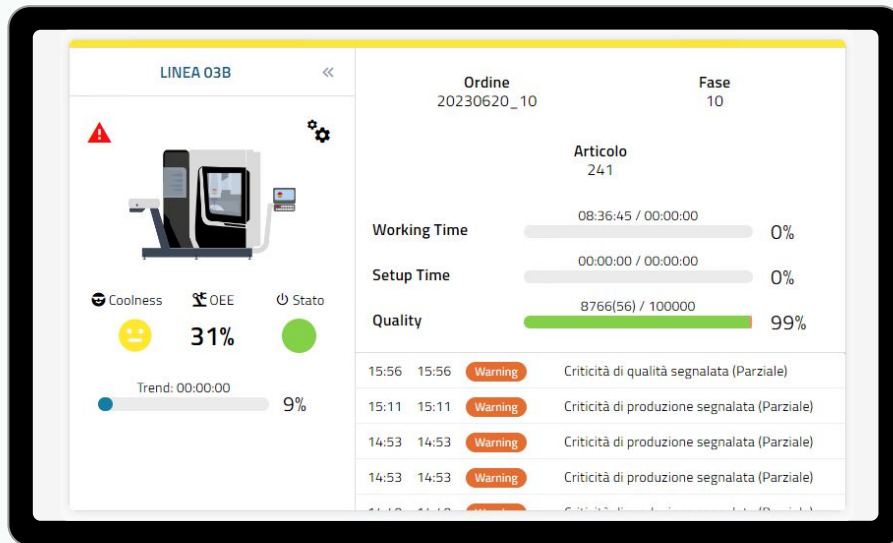 LINEA 03B «
Coolness OEE Stato
31%
Trend: 00:00:00
9%
Ordine Fase
20230620_10 10
Articolo
241
08:36:45 / 00:00:00
Working Time 0%
00:00:00 / 00:00:00
Setup Time 0%
8766(56) / 100000
Quality 99%
15:56 15:56 Warning Criticità di qualità segnalata (Parziale)
15:11 15:11 Warning Criticità di produzione segnalata (Parziale)
14:53 14:53 Warning Criticità di produzione segnalata (Parziale)
14:53 14:53 Warning Criticità di produzione segnalata (Parziale)